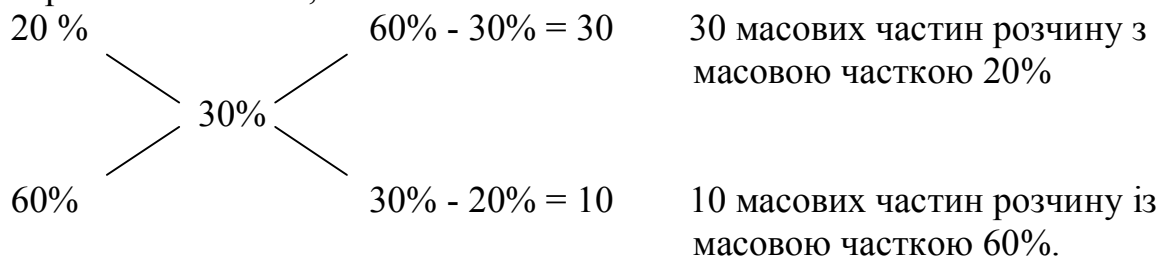 20 % 60% - 30% = 30 30 масових частин розчину з
масовою часткою 20%
30%
60% 30% - 20% = 10 10 масових частин розчину із
масовою часткою 60%.